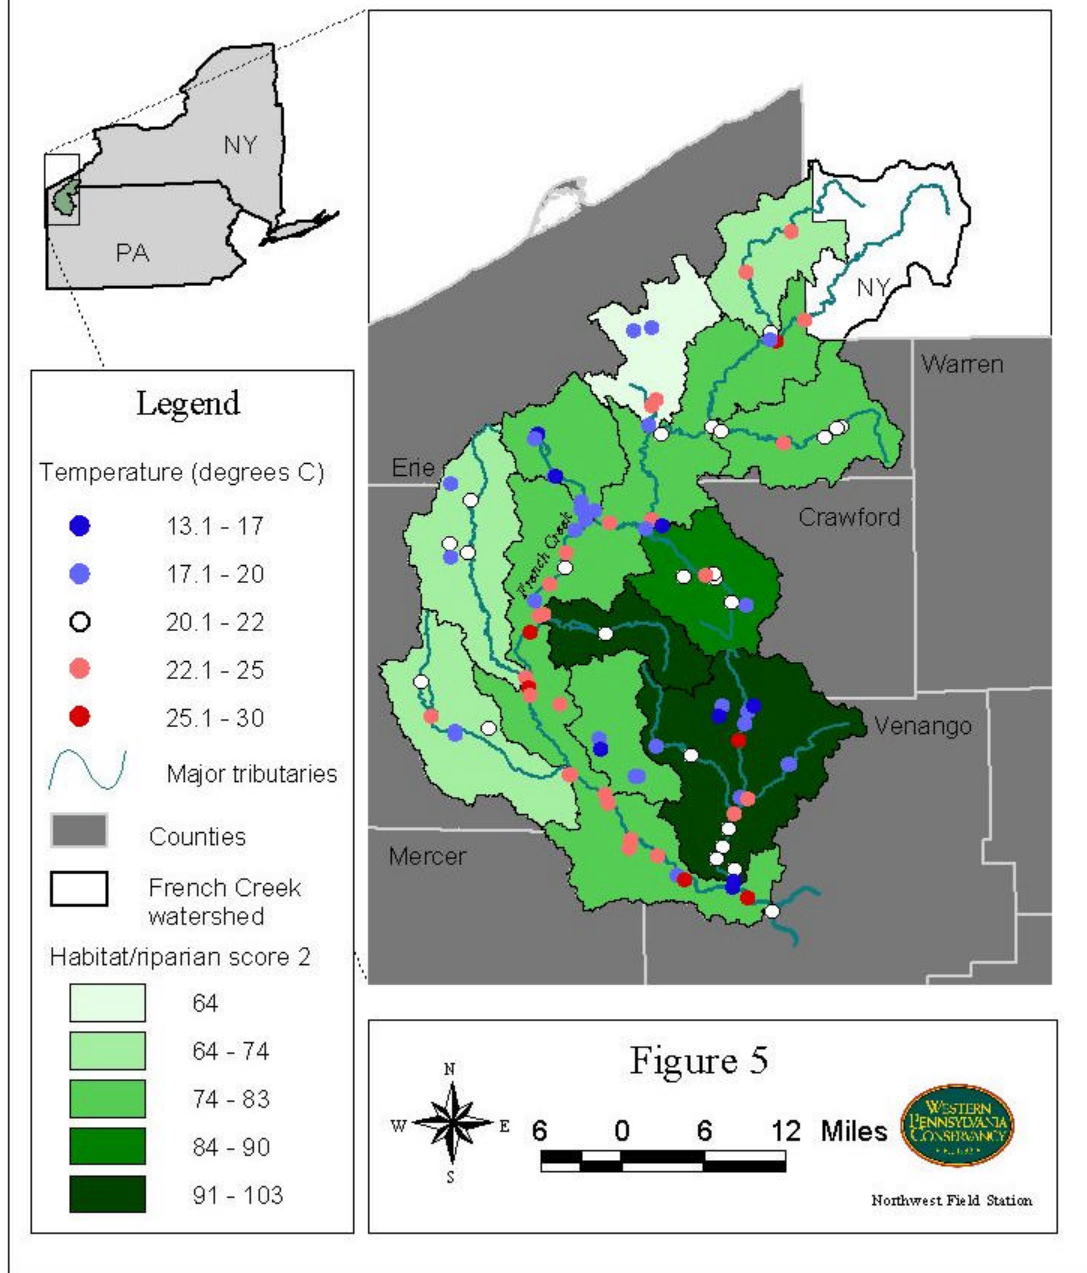 NY
PA
NY
Warren
Erie
Crawford
French Creek
Venango
Mercer
Legend
Temperature (degrees C)
13.1 - 17
17.1 - 20
20.1 - 22
22.1 - 25
25.1 - 30
Major tributaries
Counties
French Creek
watershed
Habitat/riparian score 2
64
64 - 74
74 - 83
84 - 90
91 - 103
Figure 5
N
W E
S
6 0 6 12 Miles
WESTERN
PENNSYLVANIA
CONSERVANCY
Northwest Field Station